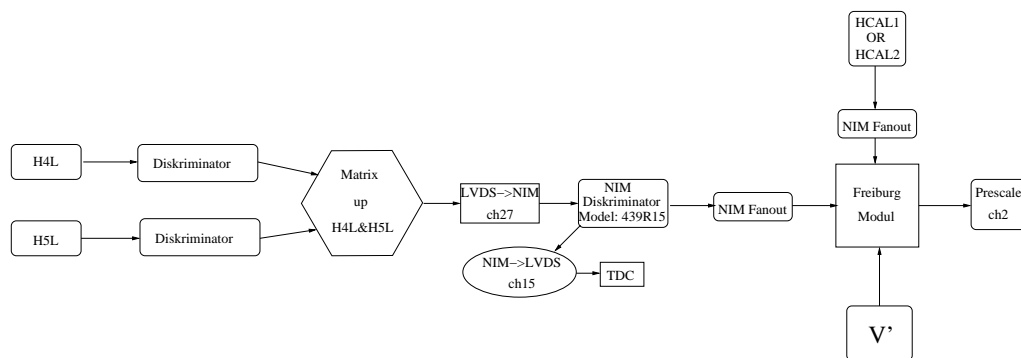 HCAL1
OR
HCAL2
NIM Fanout
H4L
Diskriminator
H5L
Diskriminator
Matrix
up
H4L&H5L
LVDS->NIM
ch27
NIM
Diskriminator
Model: 439R15
NIM->LVDS
ch15
TDC
NIM Fanout
Freiburg
Modul
Prescaler
ch2
V'